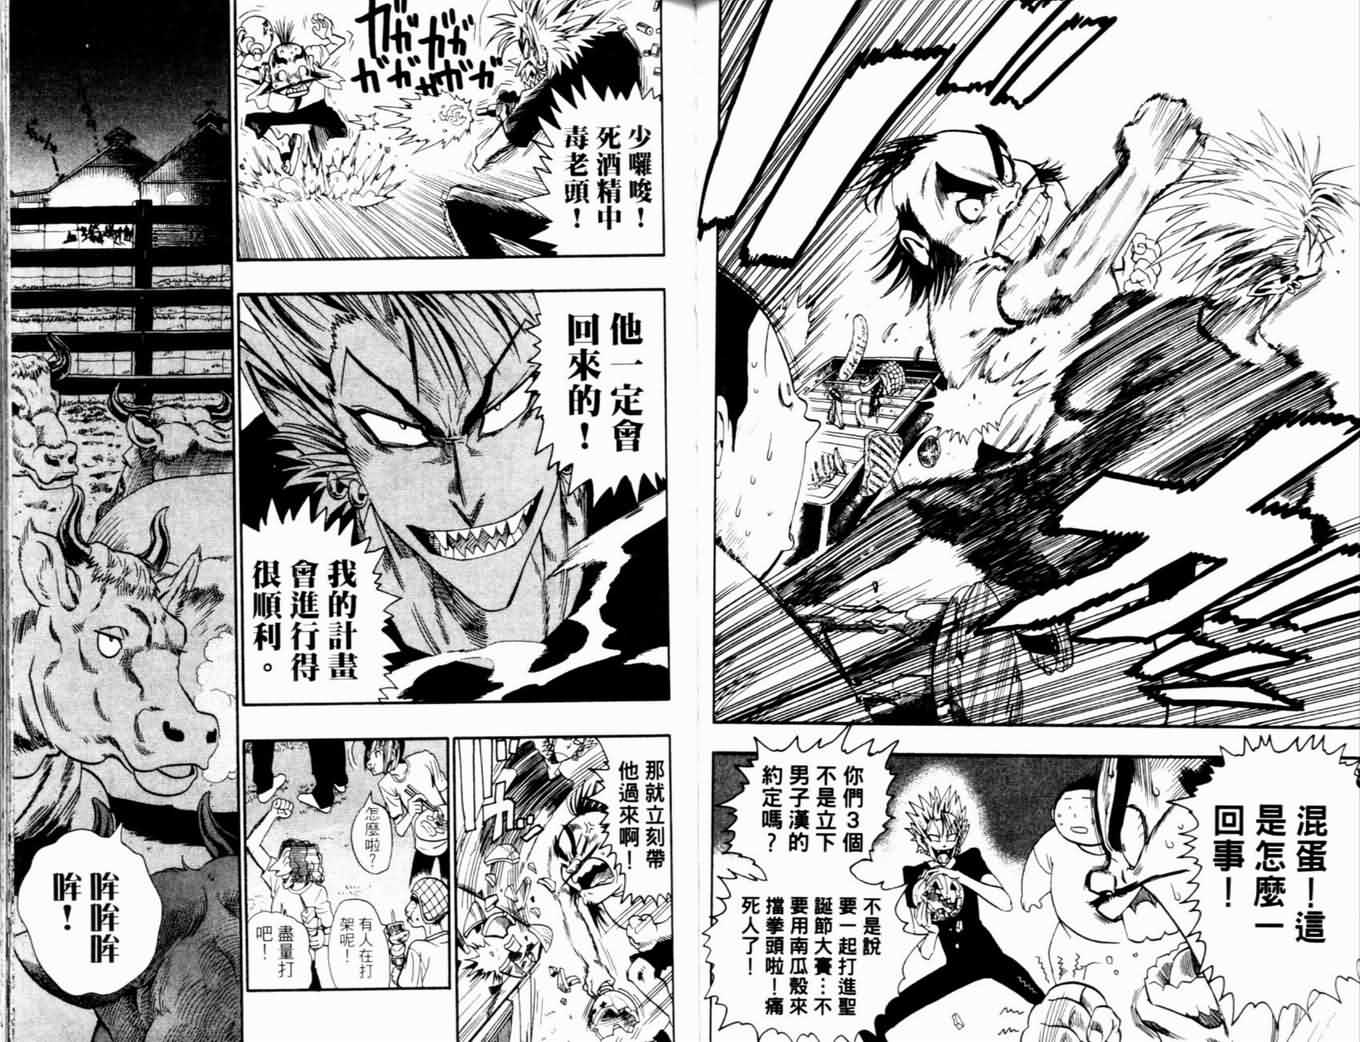 混蛋！這
是怎麼一
回事！
你們3個
不是立下
男子漢的
約定嗎？
不是說
要一起打進聖
誕節大賽…不
要用南瓜殼來
擋拳頭啦！痛
死人了！
ガガガガ
ガガガガガガ
少囉唆！
死酒精中
毒老頭！
他一定會
回來的！
我的計畫
會進行得
很順利。
那就立刻帶
他過來啊！
怎麼啦？
有人在打
架呢！
盡量打
吧！
哞哞哞
哞！